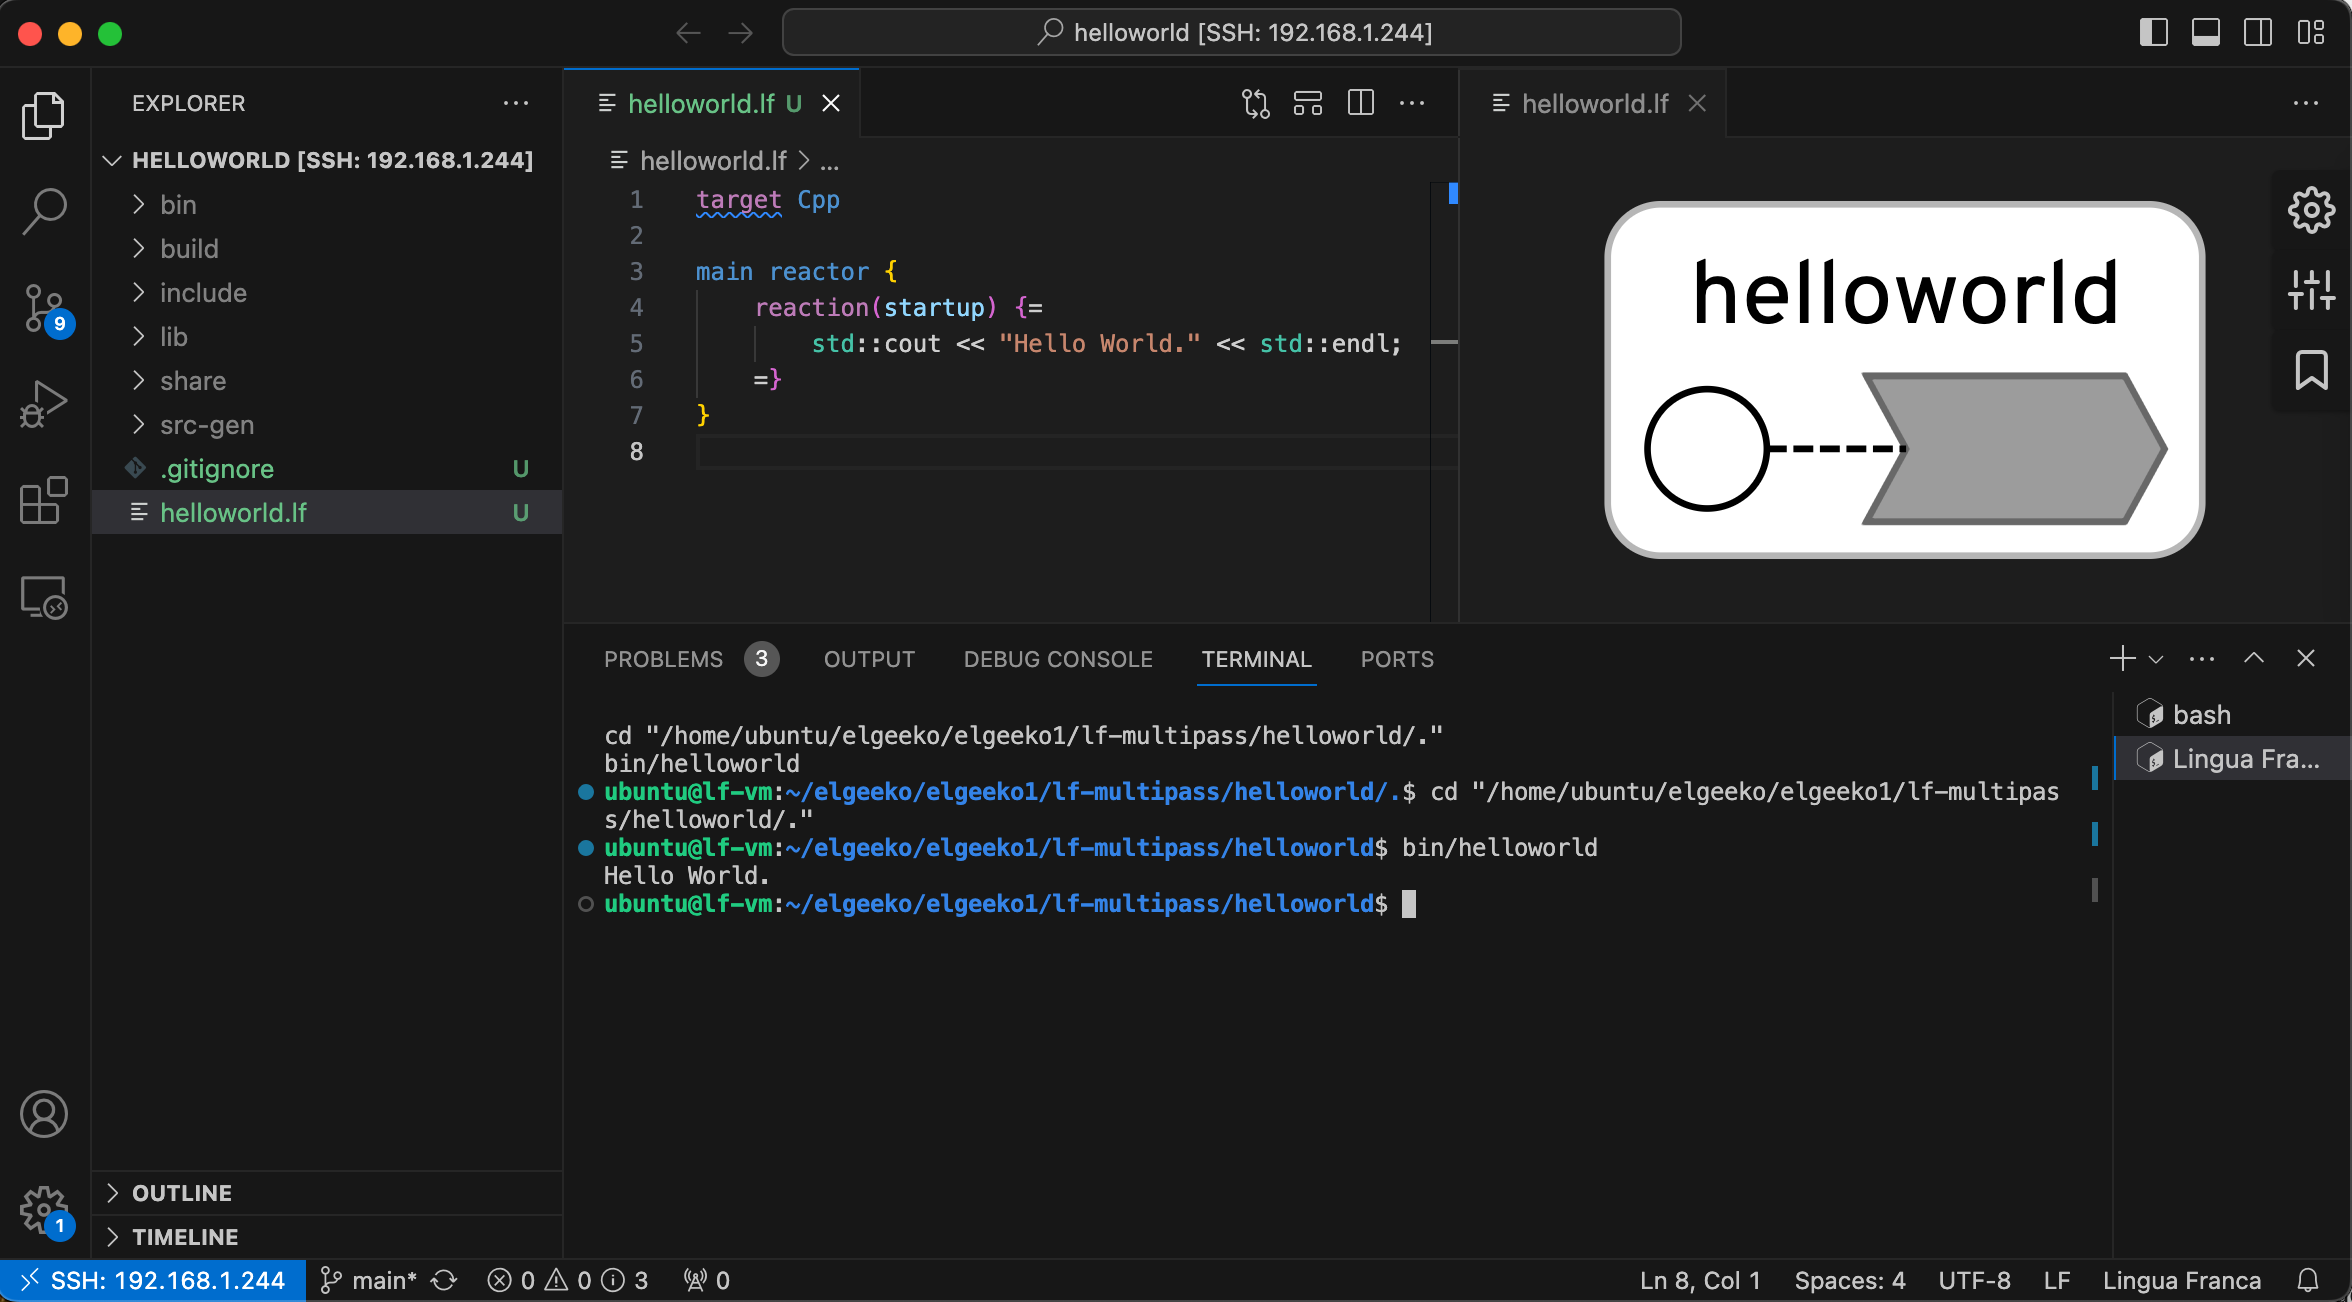 helloworld [SSH: 192.168.1.244]
EXPLORER
HELLOWORLD [SSH: 192.168.1.244]
bin
build
include
lib
share
src-gen
.gitignore U
helloworld.lf U
9
1
OUTLINE
TIMELINE
helloworld.lf U
helloworld.lf > ...
1 target Cpp
2
3 main reactor {
4 reaction(startup) {=
5 std::cout << "Hello World." << std::endl;
6 =}
7 }
8
helloworld.lf
helloworld
PROBLEMS 3 OUTPUT DEBUG CONSOLE TERMINAL PORTS
cd "/home/ubuntu/elgeeko/elgeeko1/lf-multipass/helloworld/."
bin/helloworld
ubuntu@lf-vm:~/elgeeko/elgeeko1/lf-multipass/helloworld/.$ cd "/home/ubuntu/elgeeko/elgeeko1/lf-multipas
s/helloworld/."
ubuntu@lf-vm:~/elgeeko/elgeeko1/lf-multipass/helloworld$ bin/helloworld
Hello World.
ubuntu@lf-vm:~/elgeeko/elgeeko1/lf-multipass/helloworld$
bash
Lingua Fra...
SSH: 192.168.1.244 main* 0 0 3 0 Ln 8, Col 1 Spaces: 4 UTF-8 LF Lingua Franca